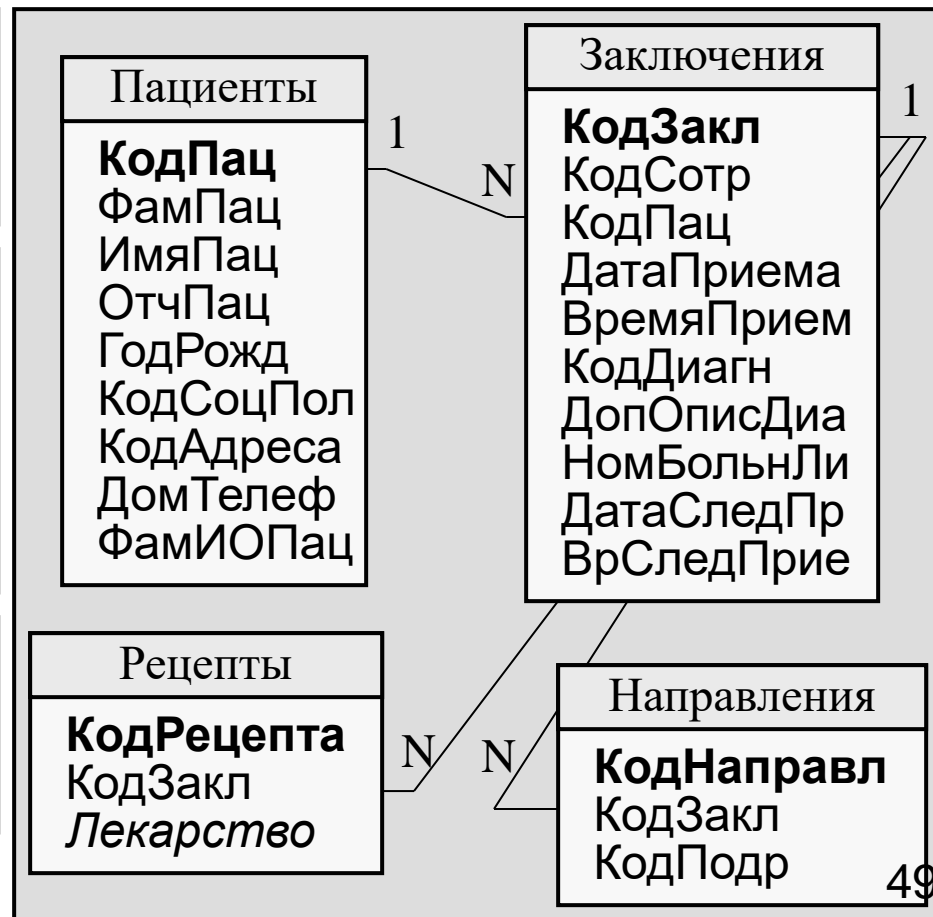 Пациенты
КодПац
ФамПац
ИмяПац
ОтчПац
ГодРожд
КодСоцПол
КодАдреса
ДомТелеф
ФамИОПац
1
N
Заключения
КодЗакл
КодСотр
КодПац
ДатаПриема
ВремяПрием
КодДиагн
ДопОписДиа
НомБольнЛи
ДатаСледПр
ВрСледПрие
1
Рецепты
КодРецепта
КодЗакл
Лекарство
N
N
Направления
КодНаправл
КодЗакл
КодПодр
49